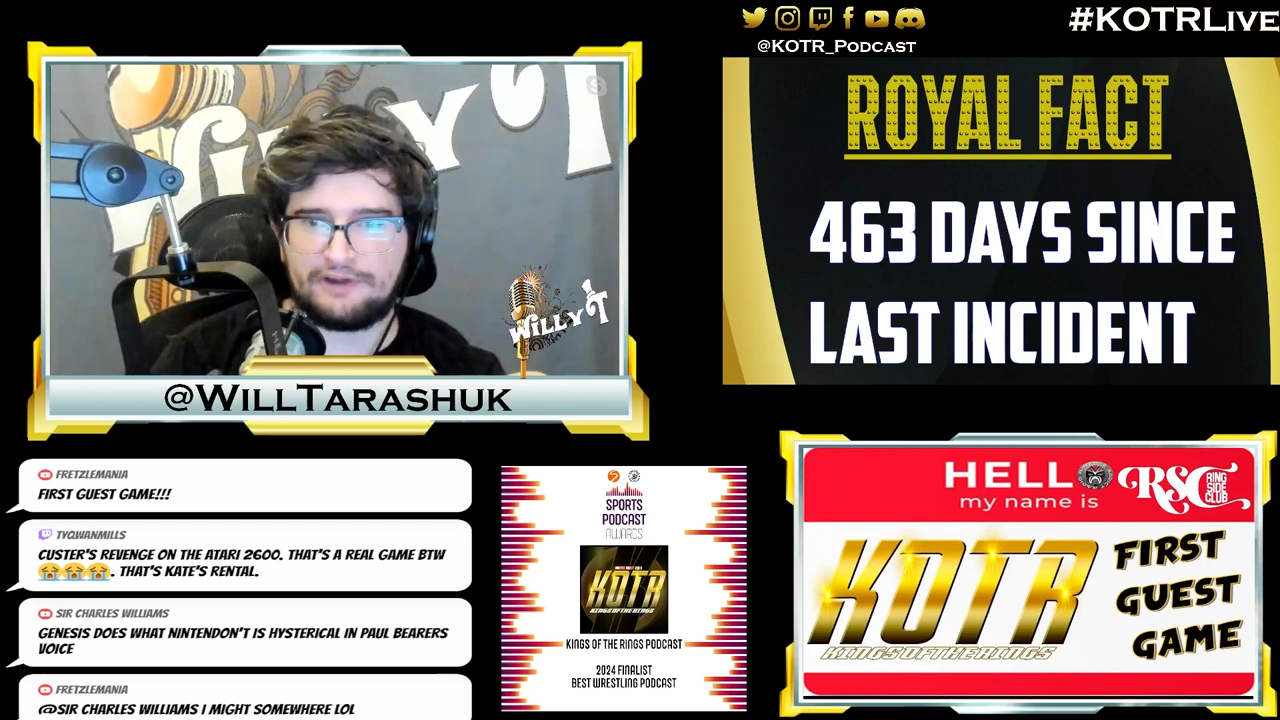 #KOTRLive
@KOTR_Podcast
Willy T
ROYAL FACT
463 DAYS SINCE
LAST INCIDENT
WILLY T
@WillTarashuk
FRETZLEMANIA
FIRST GUEST GAME!!!
TYQWANMILLS
CUSTER'S REVENGE ON THE ATARI 2600. THAT'S A REAL GAME BTW
😭😭😭. THAT'S KATE'S RENTAL.
SIR CHARLES WILLIAMS
GENESIS DOES WHAT NINTENDON'T IS HYSTERICAL IN PAUL BEARERS
VOICE
FRETZLEMANIA
@SIR CHARLES WILLIAMS I MIGHT SOMEWHERE LOL
SPORTS
PODCAST
AWARDS
KOTR
KINGS OF THE RINGS
KINGS OF THE RINGS PODCAST
2024 FINALIST
BEST WRESTLING PODCAST
HELLO
my name is
RSC
RING
SIDE
CLUB
KOTR
KINGS OF THE RINGS
FIRST
GUEST
GAME